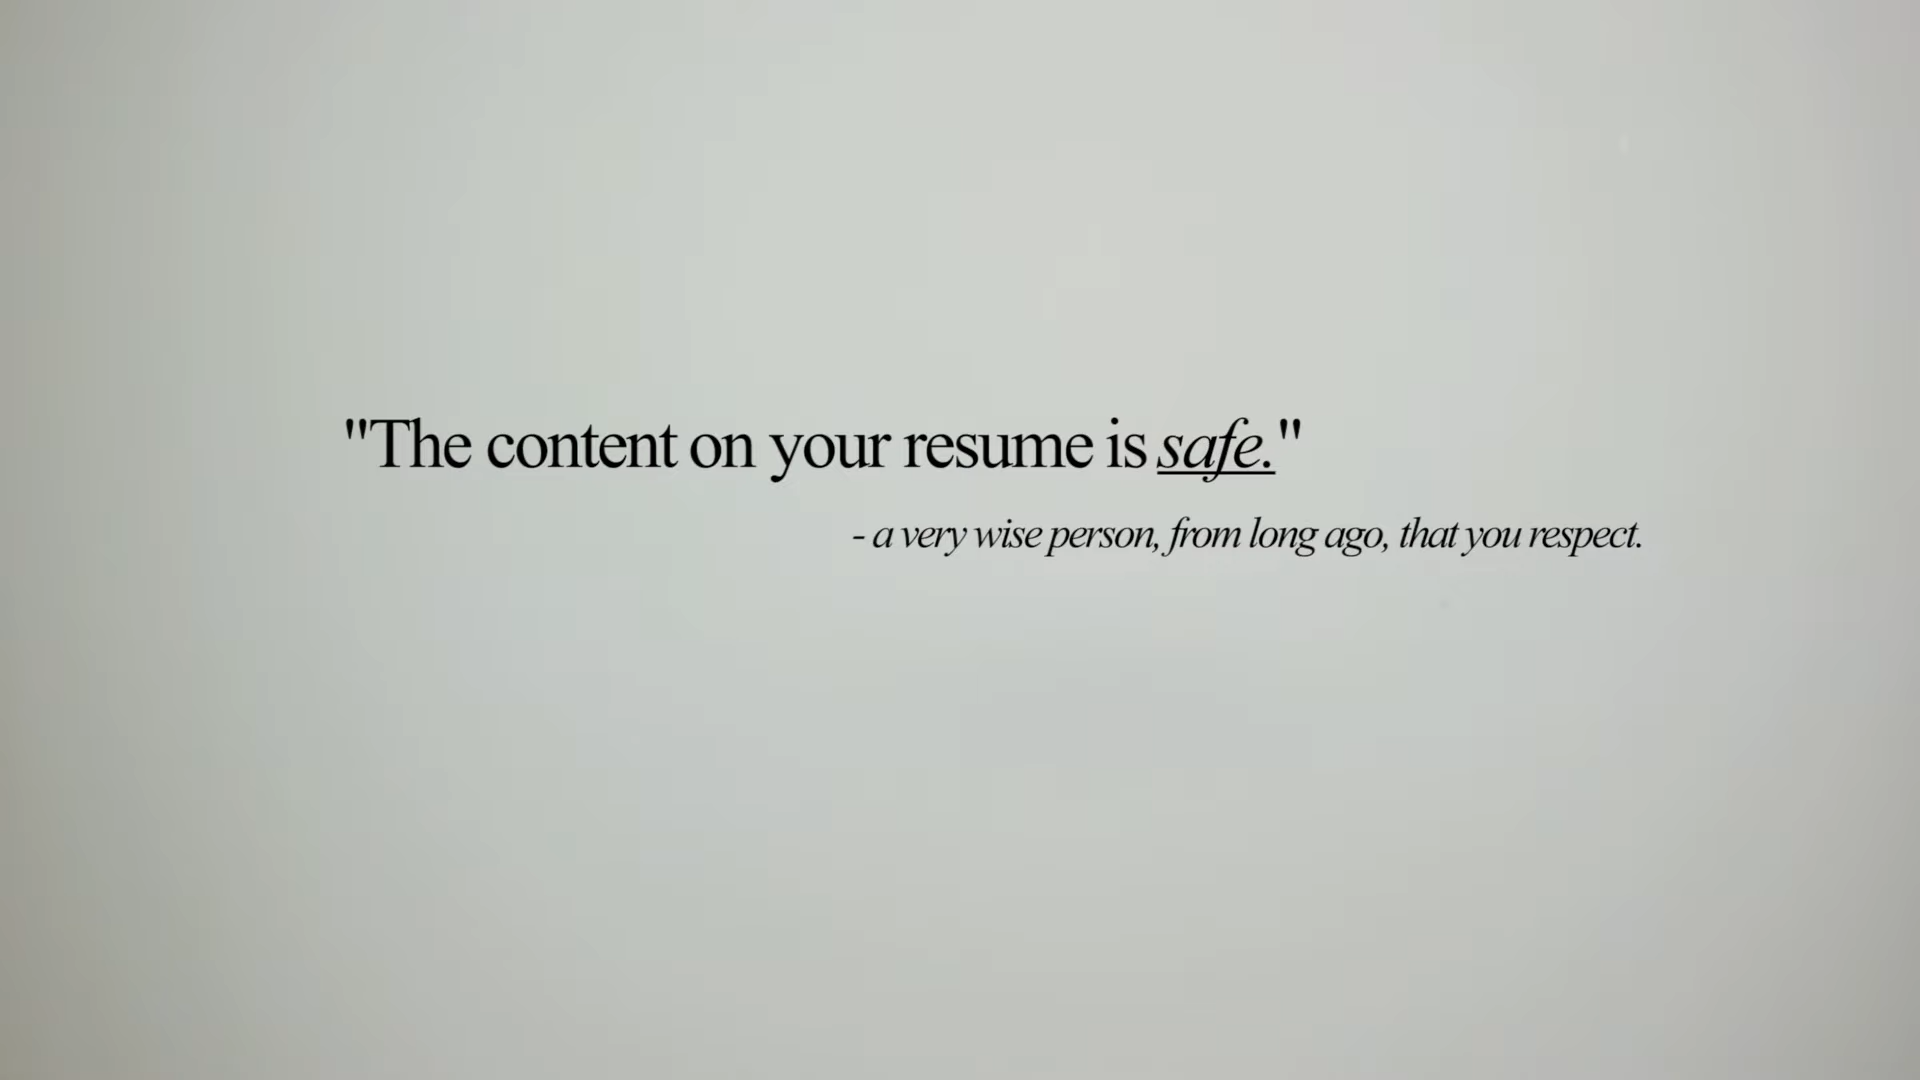 "The content on your resume is safe."
- a very wise person, from long ago, that you respect.